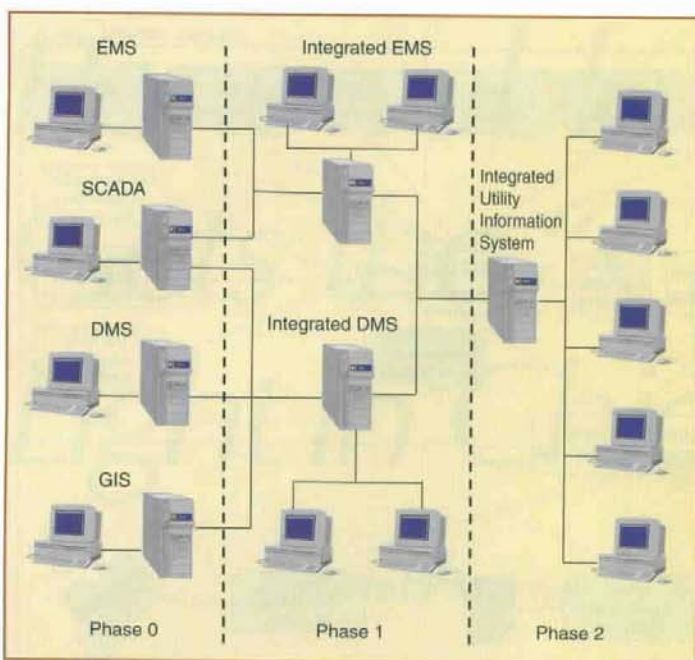 EMS
Integrated EMS
SCADA
Integrated
Utility
Information
System
DMS
Integrated DMS
GIS
Phase 0
Phase 1
Phase 2